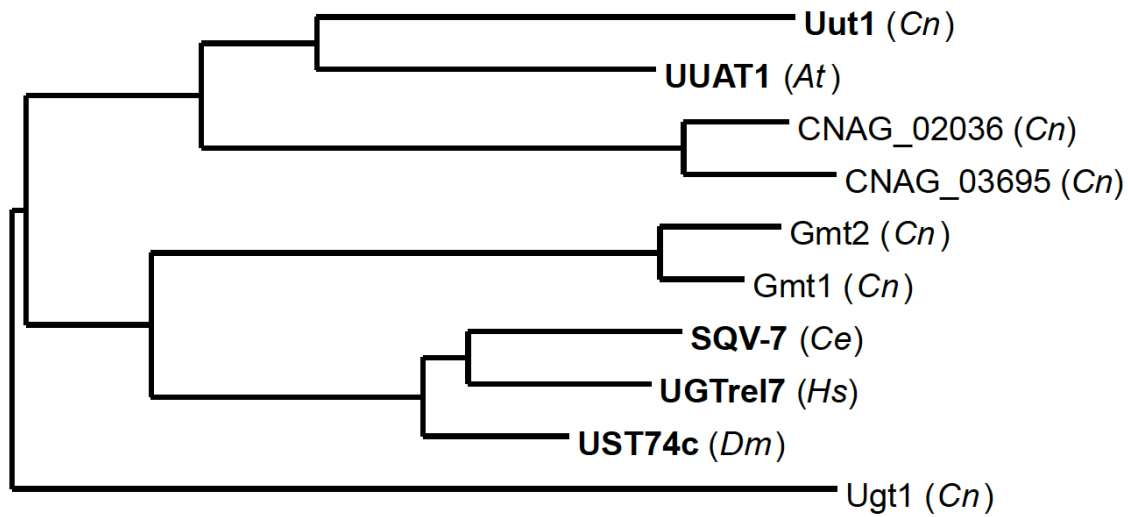 Uut1 (Cn)
UUAT1 (At)
CNAG_02036 (Cn)
CNAG_03695 (Cn)
Gmt2 (Cn)
Gmt1 (Cn)
SQV-7 (Ce)
UGTrel7 (Hs)
UST74c (Dm)
Ugt1 (Cn)